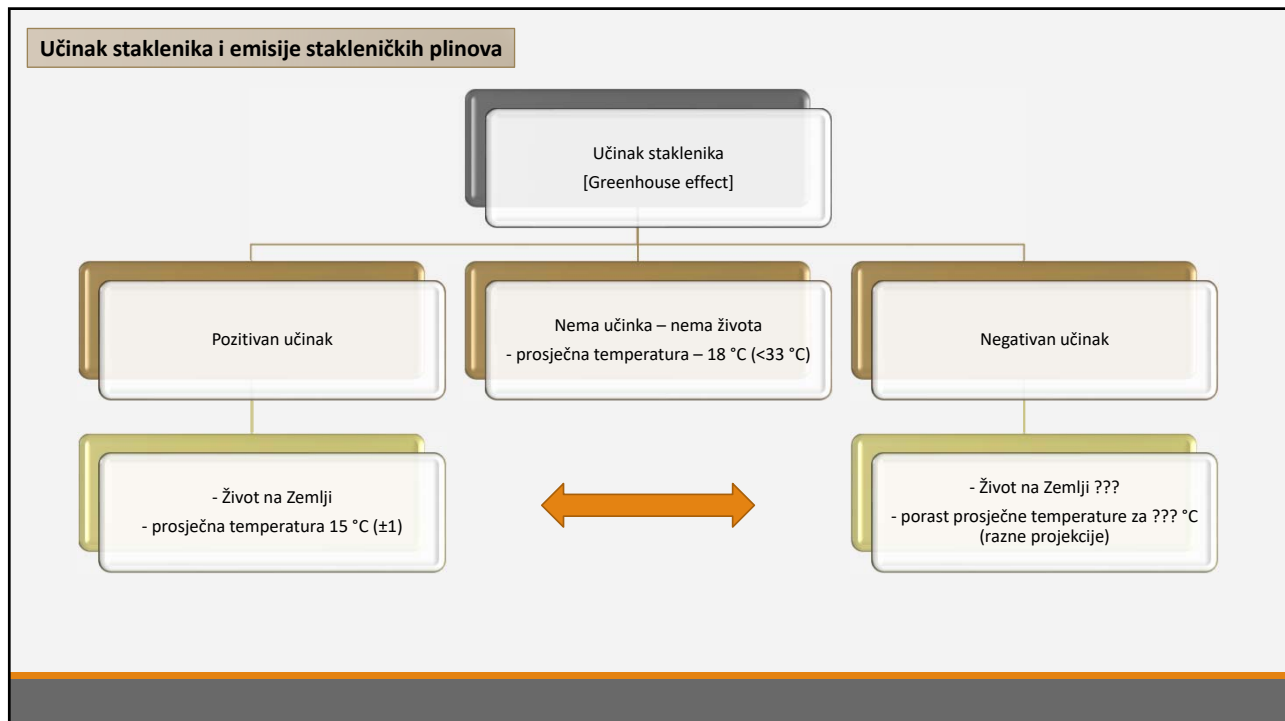 Učinak staklenika i emisije stakleničkih plinova
Učinak staklenika
[Greenhouse effect]
Pozitivan učinak
Nema učinka – nema života
- prosječna temperatura – 18 °C (<33 °C)
Negativan učinak
- Život na Zemlji
- prosječna temperatura 15 °C (±1)
- Život na Zemlji ???
- porast prosječne temperature za ??? °C
(razne projekcije)